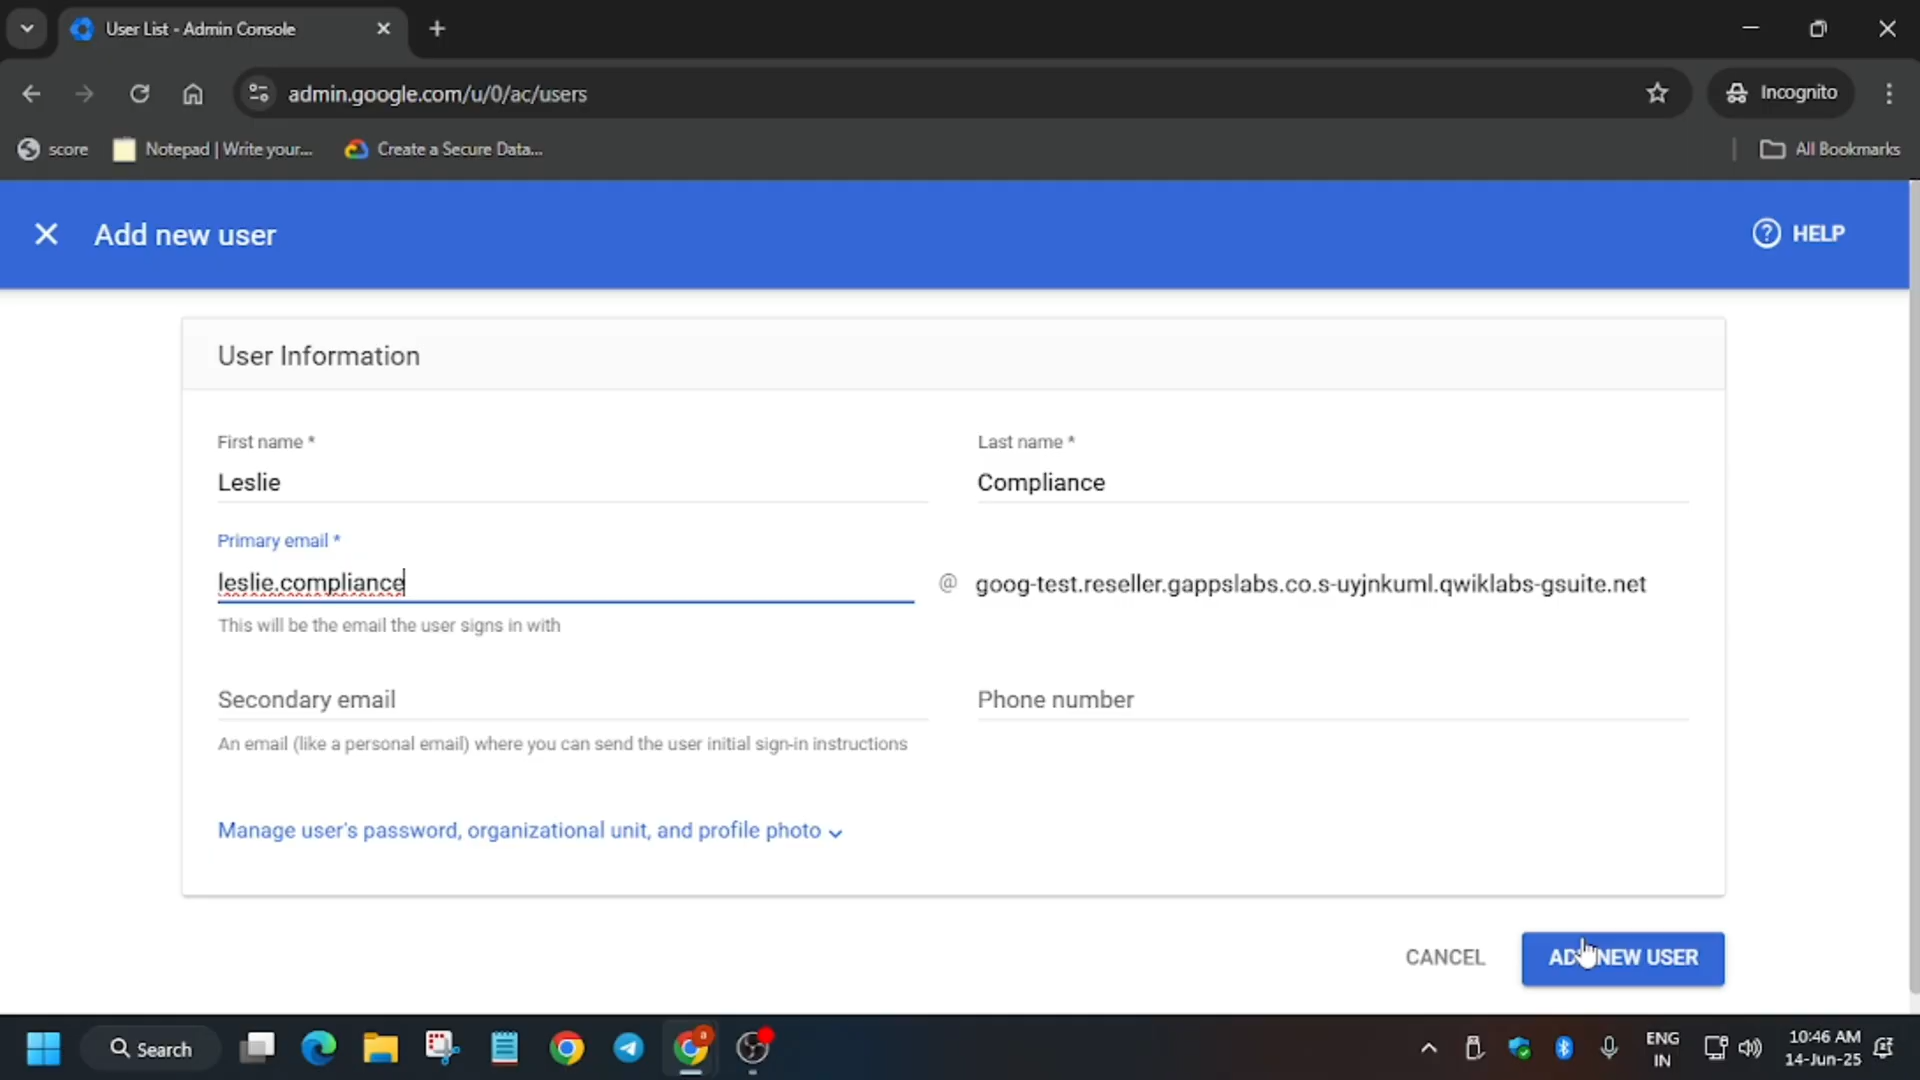 User List - Admin Console
admin.google.com/u/0/ac/users
Incognito
score
Notepad | Write your...
Create a Secure Data...
All Bookmarks
Add new user
HELP
User Information
First name *
Last name *
Leslie
Compliance
Primary email *
leslie.compliance
@
goog-test.reseller.gappslabs.co.s-uyjnkuml.qwiklabs-gsuite.net
This will be the email the user signs in with
Secondary email
Phone number
An email (like a personal email) where you can send the user initial sign-in instructions
Manage user's password, organizational unit, and profile photo
CANCEL
ADD NEW USER
Search
ENG
IN
10:46 AM
14-Jun-25